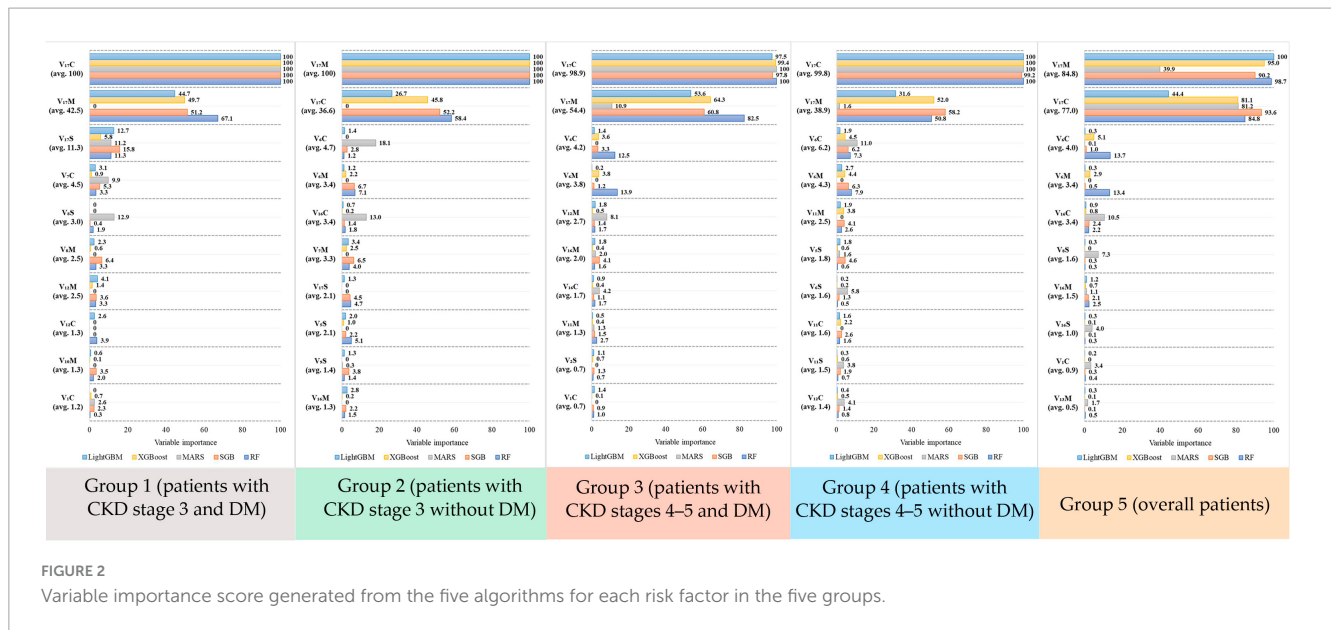 V₁₇C
(avg. 100)
100
100
100
100
100
V₁₇M
(avg. 42.5)
44.7
49.7
0
51.2
67.1
V₁₇S
(avg. 11.3)
12.7
5.8
11.2
15.8
11.3
V₇C
(avg. 4.5)
3.1
0.9
9.9
5.3
3.3
(avg. 3.0)
0
0
12.9
0.4
1.9
V₈M
(avg. 2.5)
2.3
0.6
0
6.4
3.3
V₁₂M
(avg. 2.5)
4.1
1.4
0
3.6
3.3
V₁₂C
(avg. 1.3)
2.6
0
0
0
3.9
V₁₆M
(avg. 1.3)
0.6
0.1
0
3.5
2.0
V₁C
(avg. 1.2)
0
0.7
2.6
2.3
0.3
0 20 40 60 80 100
Variable importance
LightGBM XGBoost MARS SGB RF
Group 1 (patients with
CKD stage 3 and DM)
V₁₇M
(avg. 100)
100
100
100
100
100
V₁₇C
(avg. 36.6)
26.7
45.8
0
52.2
58.4
V₆C
(avg. 4.7)
1.4
0
18.1
2.8
1.2
V₆M
(avg. 3.4)
1.2
2.2
0
6.7
7.1
V₁₆C
(avg. 3.4)
0.7
0.2
13.0
1.4
1.8
V₇M
(avg. 3.3)
3.4
2.5
0
6.5
4.0
V₁₇S
(avg. 2.1)
1.3
0
0
4.5
4.7
(avg. 2.1)
2.0
1.0
0
2.2
5.1
(avg. 1.4)
1.3
0
0.3
3.8
1.4
V₁₆M
(avg. 1.3)
2.8
0.2
0
2.2
1.5
0 20 40 60 80 100
Variable importance
LightGBM XGBoost MARS SGB RF
Group 2 (patients with
CKD stage 3 without DM)
V₁₇C
(avg. 98.9)
97.5
99.4
100
97.8
100
V₁₇M
(avg. 54.4)
53.6
64.3
10.9
60.8
82.5
V₆C
(avg. 4.2)
1.4
3.6
0
3.3
12.5
V₆M
(avg. 3.8)
0.2
3.8
0
1.2
13.9
V₁₂M
(avg. 2.7)
1.8
0.5
8.1
1.4
1.7
V₁₆M
(avg. 2.0)
1.8
0.4
2.0
4.1
1.6
V₁₆C
(avg. 1.7)
0.9
0.4
4.2
1.1
1.7
V₁₁M
(avg. 1.3)
0.5
0.4
1.3
1.5
2.7
(avg. 0.7)
1.1
0.7
0
1.3
0.7
V₁C
(avg. 0.7)
1.4
0.1
0
0.9
1.0
0 20 40 60 80 100
Variable importance
LightGBM XGBoost MARS SGB RF
Group 3 (patients with
CKD stages 4–5 and DM)
V₁₇C
(avg. 99.8)
100
100
100
99.2
100
V₁₇M
(avg. 38.9)
31.6
52.0
1.6
58.2
50.8
V₆C
(avg. 6.2)
1.9
4.5
11.0
6.2
7.3
V₆M
(avg. 4.3)
2.7
4.4
0
6.3
7.9
V₁₁M
(avg. 2.5)
1.9
3.8
0
4.1
2.6
(avg. 1.8)
1.8
0.6
1.6
4.6
0.6
(avg. 1.6)
0.2
0.2
5.8
1.3
0.5
(avg. 1.6)
1.6
2.2
0
2.6
1.6
V₁₁S
(avg. 1.5)
0.3
0.6
3.8
1.9
0.7
(avg. 1.4)
0.4
0.5
4.1
1.4
0.8
0 20 40 60 80 100
Variable importance
LightGBM XGBoost MARS SGB RF
Group 4 (patients with
CKD stages 4–5 without DM)
V₁₇M
(avg. 84.8)
100
95.0
39.9
90.2
98.7
V₁₇C
(avg. 77.0)
44.4
81.1
81.2
93.6
84.8
V₆C
(avg. 4.0)
0.3
5.1
0.1
1.0
13.7
V₆M
(avg. 3.4)
0.3
2.9
0
0.5
13.4
V₁₆C
(avg. 3.4)
0.9
0.8
10.5
2.4
2.2
(avg. 1.6)
0.3
0
7.3
0.3
0.3
V₁₆M
(avg. 1.5)
1.2
0.7
1.1
2.1
2.5
V₁₆S
(avg. 1.0)
0.3
0.1
4.0
0.1
0.3
(avg. 0.9)
0.2
0
3.4
0.3
0.4
V₁₂M
(avg. 0.5)
0.3
0.1
1.7
0.1
0.5
0 20 40 60 80 100
Variable importance
LightGBM XGBoost MARS SGB RF
Group 5 (overall patients)
FIGURE 2
Variable importance score generated from the five algorithms for each risk factor in the five groups.